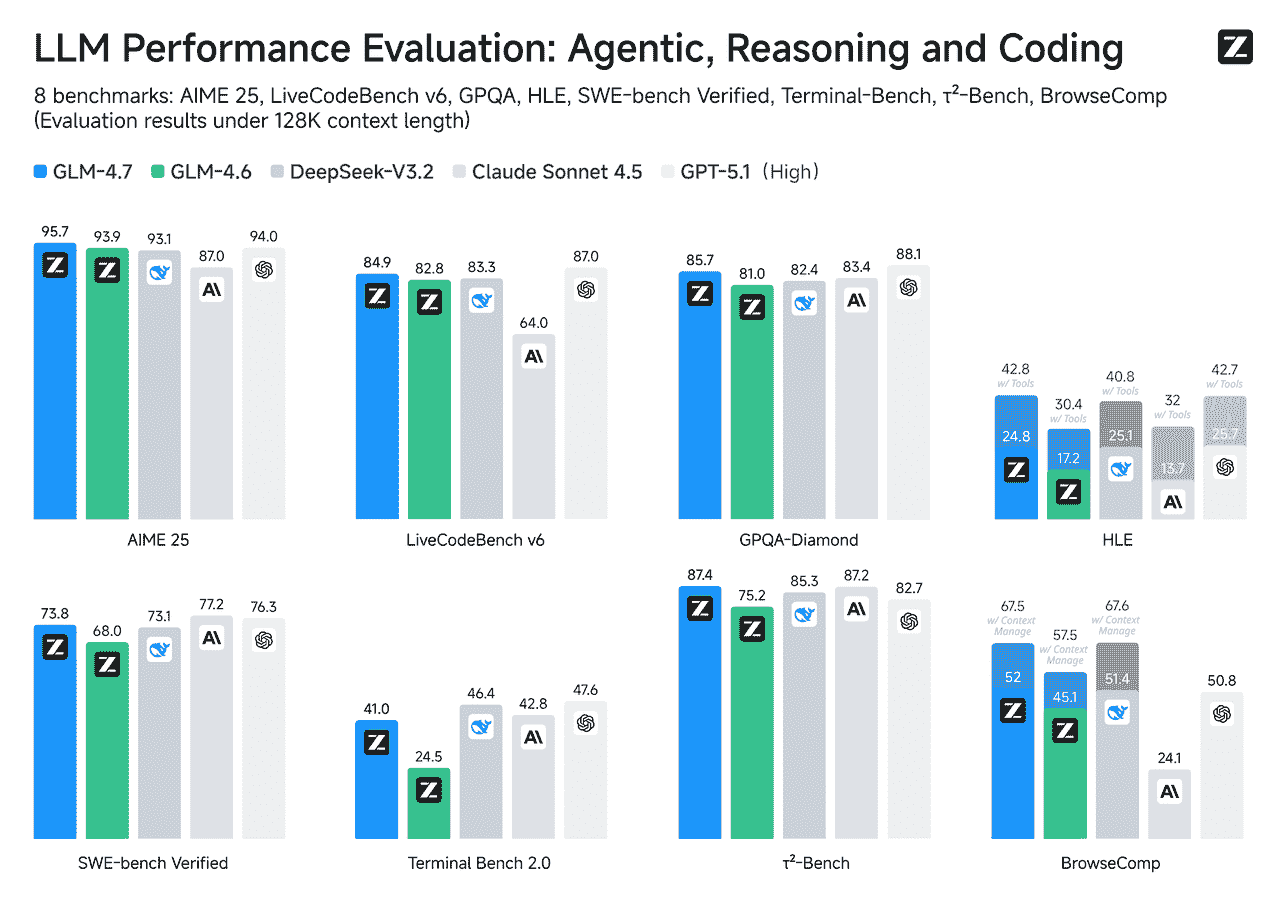 LLM Performance Evaluation: Agentic, Reasoning and Coding
Z
8 benchmarks: AIME 25, LiveCodeBench v6, GPQA, HLE, SWE-bench Verified, Terminal-Bench, τ²-Bench, BrowseComp
(Evaluation results under 128K context length)
GLM-4.7 GLM-4.6 DeepSeek-V3.2 Claude Sonnet 4.5 GPT-5.1 (High)
95.7 93.9 93.1 87.0 94.0
AIME 25
84.9 82.8 83.3 64.0 87.0
LiveCodeBench v6
85.7 81.0 82.4 83.4 88.1
GPQA-Diamond
42.8 30.4 40.8 32 42.7
w/ Tools w/ Tools w/ Tools w/ Tools w/ Tools
24.8 17.2 25.1 13.7 25.7
HLE
73.8 68.0 73.1 77.2 76.3
SWE-bench Verified
41.0 24.5 46.4 42.8 47.6
Terminal Bench 2.0
87.4 75.2 85.3 87.2 82.7
τ²-Bench
67.5 57.5 67.6 24.1 50.8
w/ Context w/ Context w/ Context
Manage Manage Manage
52 45.1 51.4
BrowseComp